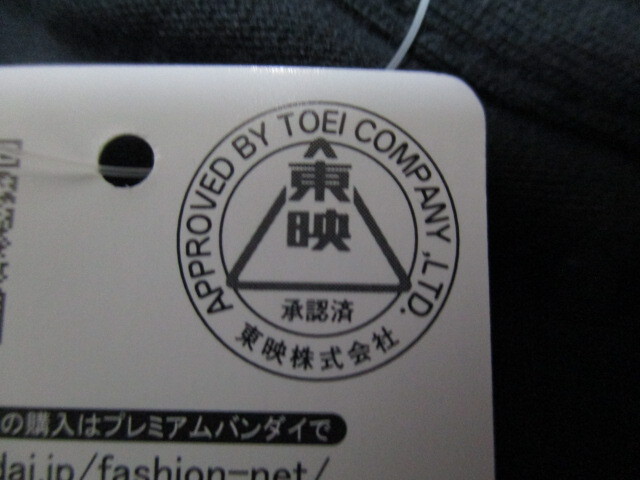 APPROVED BY TOEI COMPANY ,LTD.
東映
承認済
東映株式会社
の購入はプレミアムバンダイで
dai.jp/fashion-net/